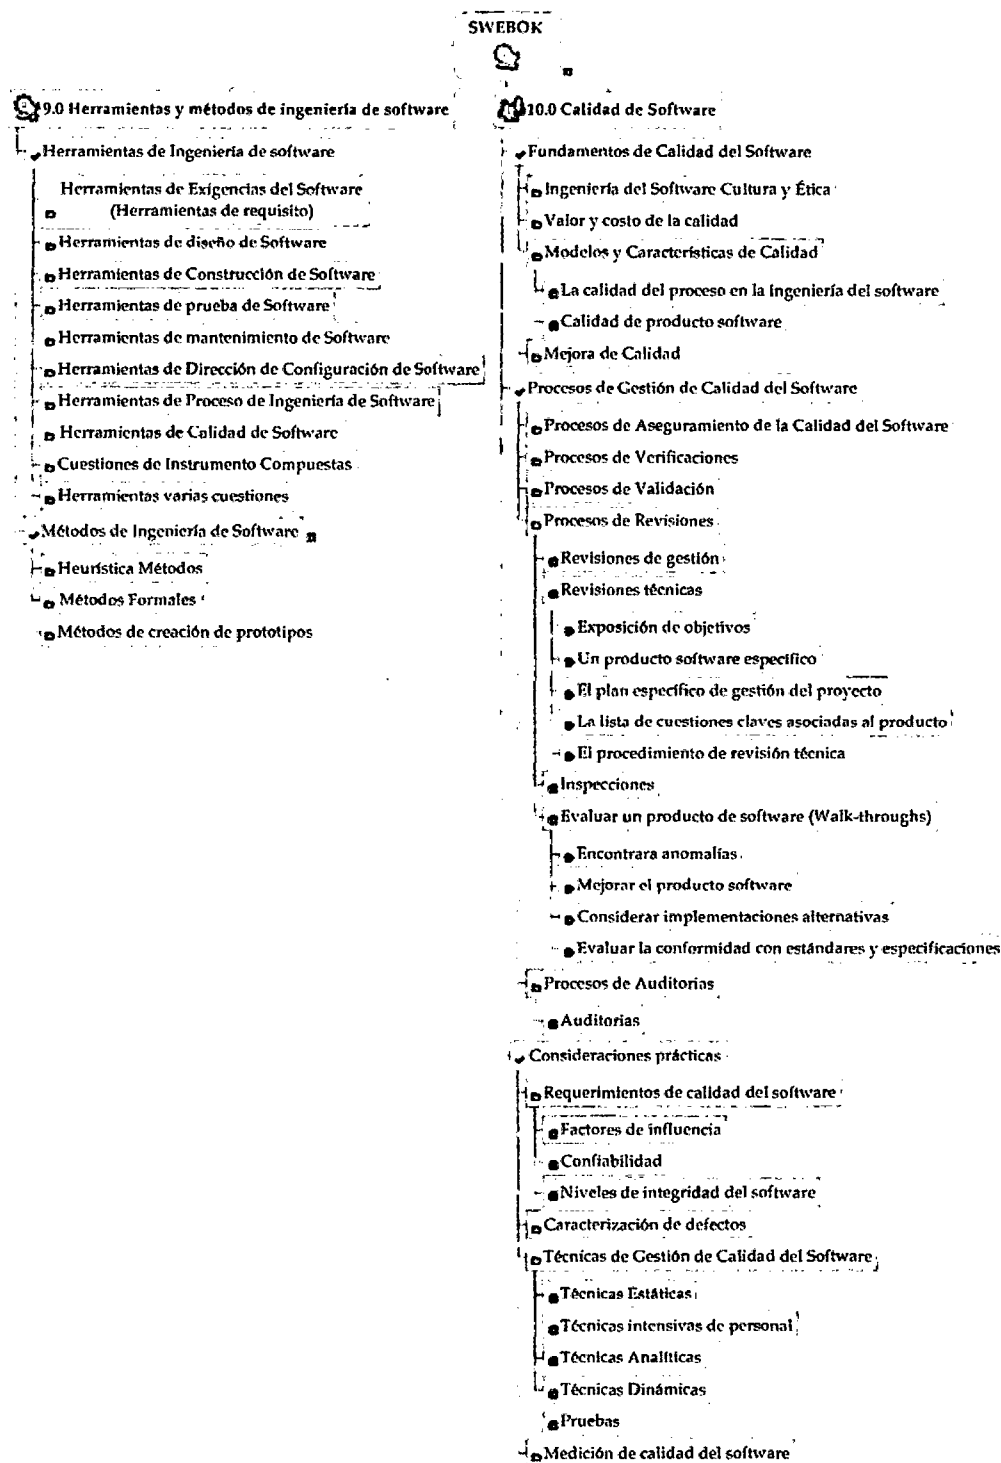 SWEBOK
9.0 Herramientas y métodos de ingeniería de software
Herramientas de Ingeniería de software
Herramientas de Exigencias del Software
(Herramientas de requisito)
Herramientas de diseño de Software
Herramientas de Construcción de Software
Herramientas de prueba de Software
Herramientas de mantenimiento de Software
Herramientas de Dirección de Configuración de Software
Herramientas de Proceso de Ingeniería de Software
Herramientas de Calidad de Software
Cuestiones de Instrumento Compuestas
Herramientas varias cuestiones
Métodos de Ingeniería de Software
Heurística Métodos
Métodos Formales
Métodos de creación de prototipos
10.0 Calidad de Software
Fundamentos de Calidad del Software
Ingeniería del Software Cultura y Ética
Valor y costo de la calidad
Modelos y Características de Calidad
La calidad del proceso en la ingeniería del software
Calidad de producto software
Mejora de Calidad
Procesos de Gestión de Calidad del Software
Procesos de Aseguramiento de la Calidad del Software
Procesos de Verificaciones
Procesos de Validación
Procesos de Revisiones
Revisiones de gestión
Revisiones técnicas
Exposición de objetivos
Un producto software específico
El plan específico de gestión del proyecto
La lista de cuestiones claves asociadas al producto
El procedimiento de revisión técnica
Inspecciones
Evaluar un producto de software (Walk-throughs)
Encontrara anomalías
Mejorar el producto software
Considerar implementaciones alternativas
Evaluar la conformidad con estándares y especificaciones
Procesos de Auditorias
Auditorias
Consideraciones prácticas
Requerimientos de calidad del software
Factores de influencia
Confiabilidad
Niveles de integridad del software
Caracterización de defectos
Técnicas de Gestión de Calidad del Software
Técnicas Estáticas
Técnicas intensivas de personal
Técnicas Analíticas
Técnicas Dinámicas
Pruebas
Medición de calidad del software